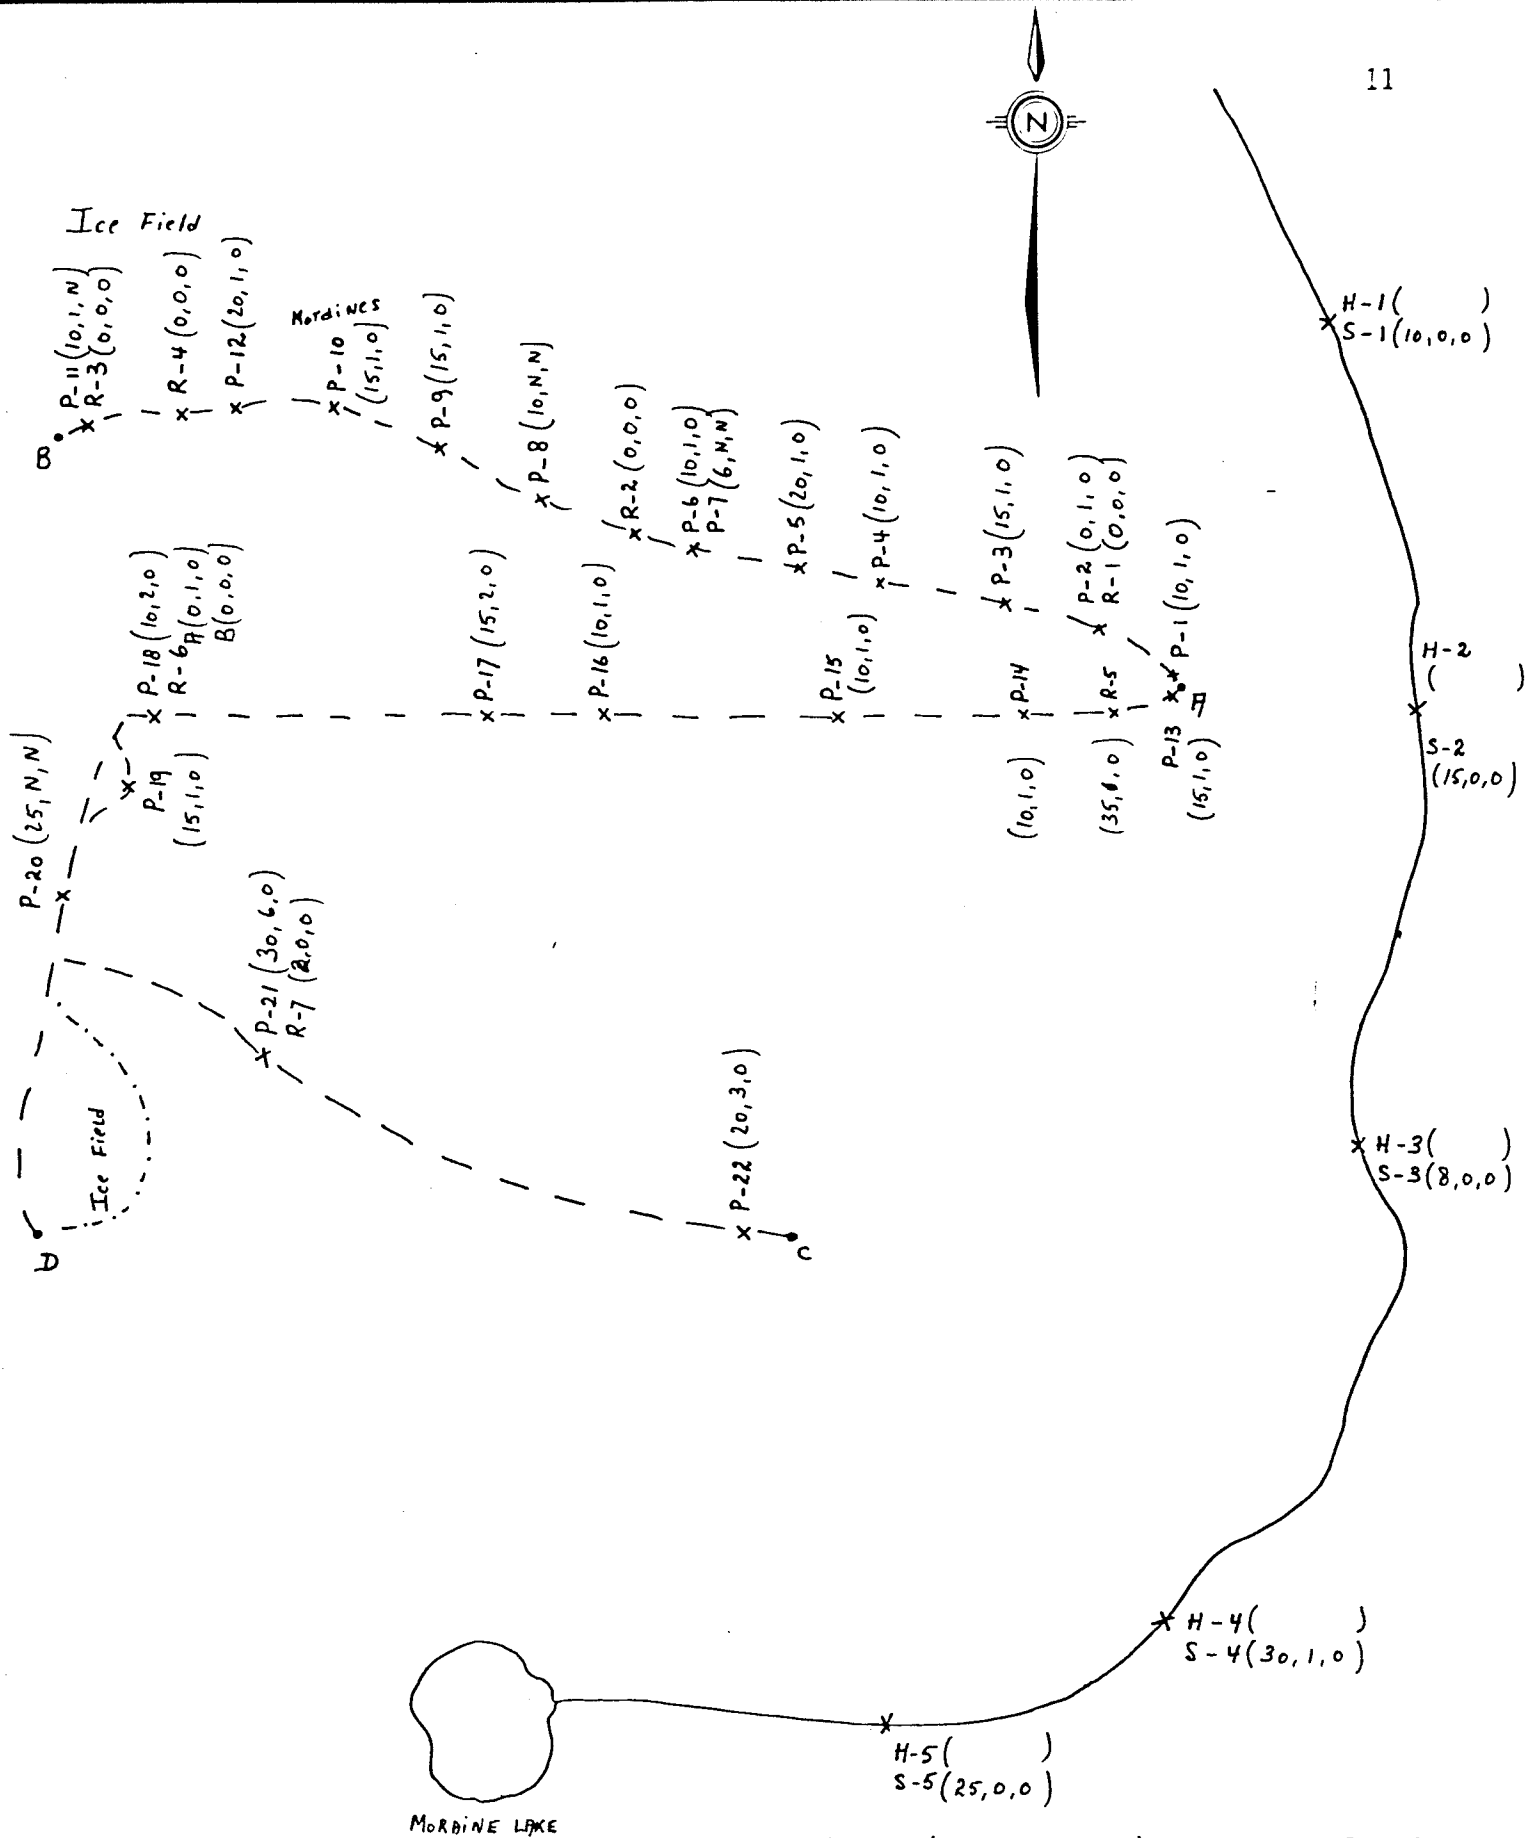 11
N
Ice Field
P-11 (10,1,N)
R-3 (0,0,0)
R-4 (0,0,0)
P-12 (20,1,0)
P-10
(15,1,0)
P-9 (15,1,0)
P-8 (10,N,N)
R-2 (0,0,0)
P-6 (10,1,0)
P-7 (6,N,N)
P-5 (20,1,0)
P-4 (10,1,0)
P-3 (15,1,0)
P-2 (0,1,0)
R-1 (0,0,0)
P-1 (10,1,0)
B
H-1 ( )
S-1 (10,0,0)
P-18 (10,2,0)
R-6 A (0,1,0)
B (0,0,0)
P-17 (15,2,0)
P-16 (10,1,0)
P-15
(10,1,0)
P-14
(10,1,0)
R-5
P-13
(15,1,0)
A
H-2
( )
S-2
(15,0,0)
P-19
(15,1,0)
P-20 (25,N,N)
P-21 (30,6,0)
R-7 (2,0,0)
P-22 (20,3,0)
Ice Field
D
C
H-3 ( )
S-3 (8,0,0)
H-4 ( )
S-4 (30,1,0)
H-5 ( )
S-5 (25,0,0)
MORAINE LAKE